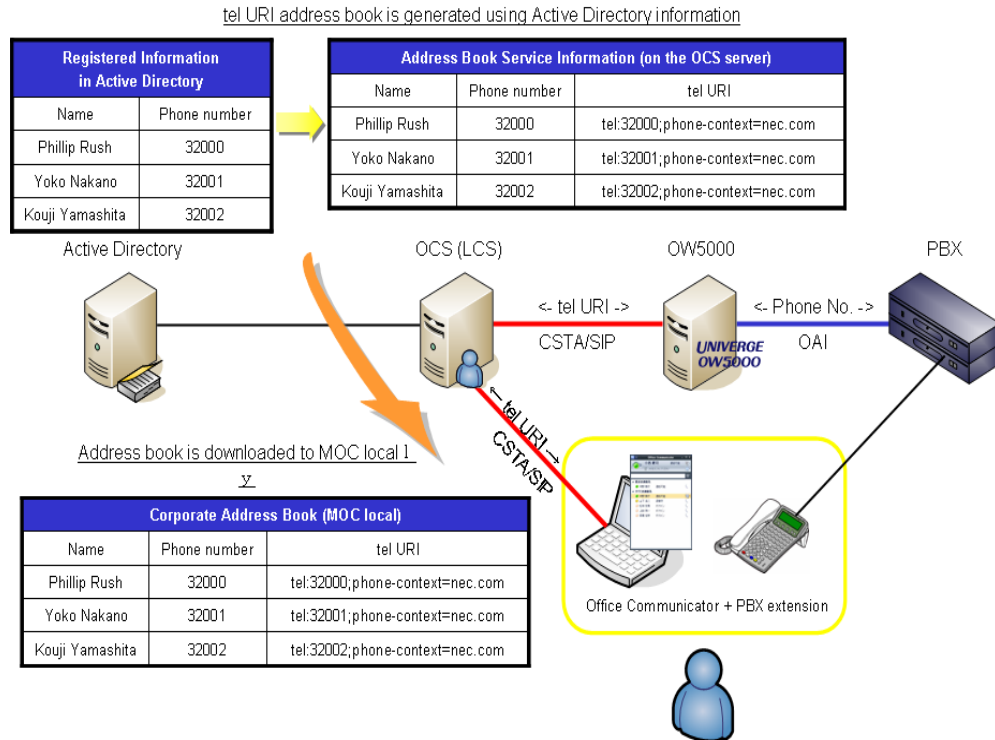 tel URI address book is generated using Active Directory information
Registered Information
in Active Directory
Name Phone number
Phillip Rush 32000
Yoko Nakano 32001
Kouji Yamashita 32002
Address Book Service Information (on the OCS server)
Name Phone number tel URI
Phillip Rush 32000 tel:32000;phone-context=nec.com
Yoko Nakano 32001 tel:32001;phone-context=nec.com
Kouji Yamashita 32002 tel:32002;phone-context=nec.com
Active Directory
OCS (LCS)
OW5000
PBX
<- tel URI ->
CSTA/SIP
<- Phone No. ->
OAI
UNIVERGE
OW5000
<- tel URI ->
CSTA/SIP
Address book is downloaded to MOC local l
y
Corporate Address Book (MOC local)
Name Phone number tel URI
Phillip Rush 32000 tel:32000;phone-context=nec.com
Yoko Nakano 32001 tel:32001;phone-context=nec.com
Kouji Yamashita 32002 tel:32002;phone-context=nec.com
Office Communicator + PBX extension